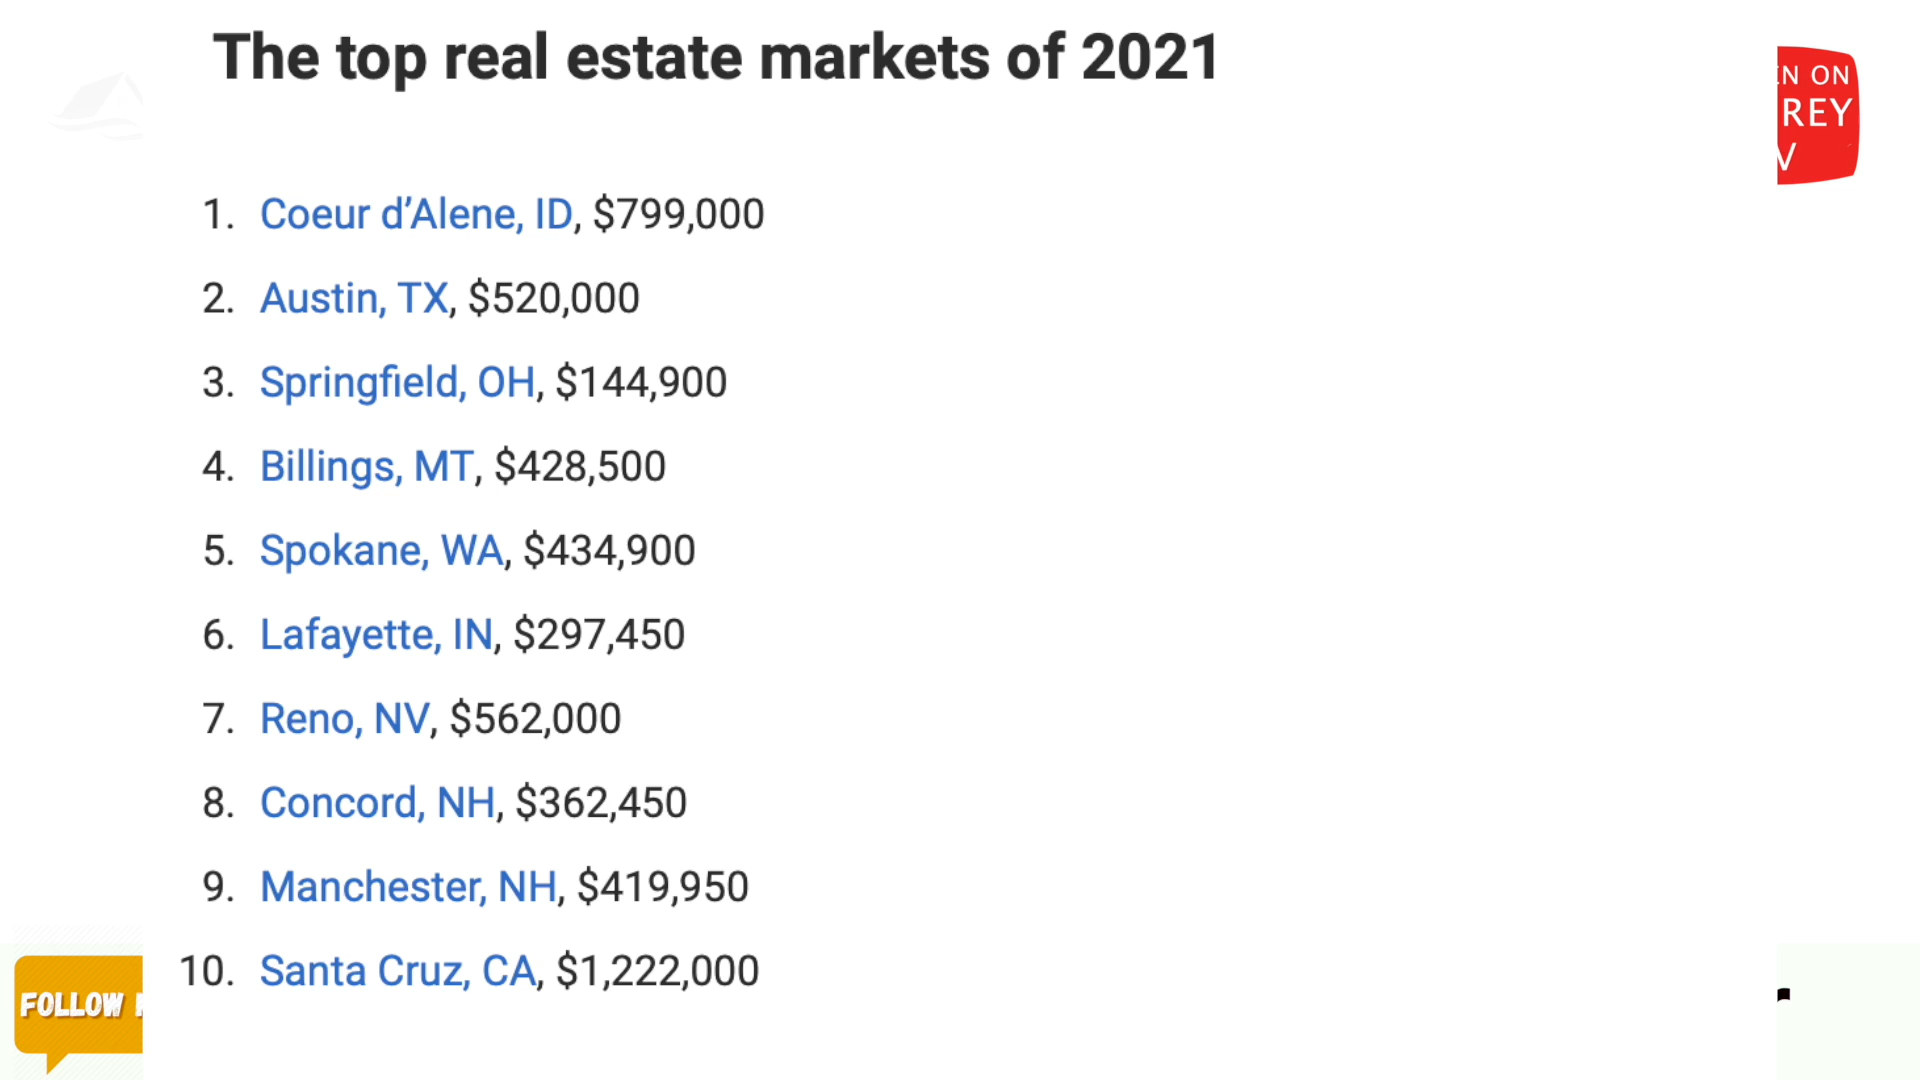 The top real estate markets of 2021
1. Coeur d’Alene, ID, $799,000
2. Austin, TX, $520,000
3. Springfield, OH, $144,900
4. Billings, MT, $428,500
5. Spokane, WA, $434,900
6. Lafayette, IN, $297,450
7. Reno, NV, $562,000
8. Concord, NH, $362,450
9. Manchester, NH, $419,950
10. Santa Cruz, CA, $1,222,000
ON
FOLLOW